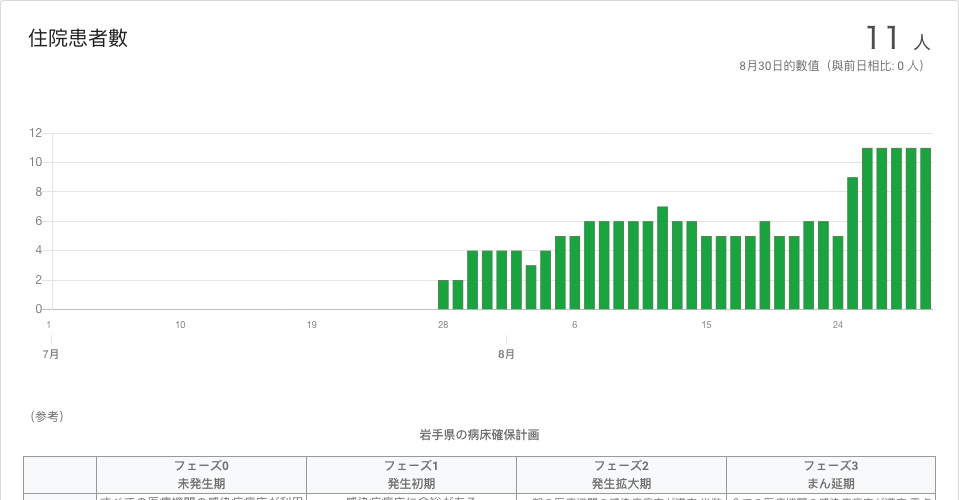 住院患者數
11 人
8月30日的數值（與前日相比: 0 人）
12
10
8
6
4
2
0
1 10 19 28 6 15 24
7月 8月
（参考）
岩手県の病床確保計画
フェーズ0 フェーズ1 フェーズ2 フェーズ3
未発生期 発生初期 発生拡大期 まん延期